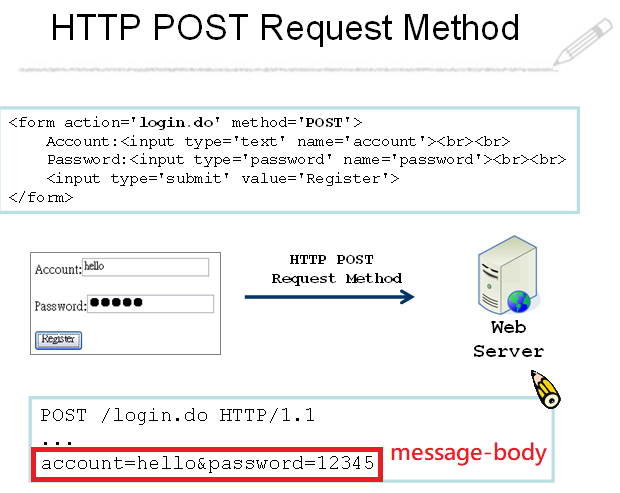 HTTP POST Request Method
<form action='login.do' method='POST'>
Account:<input type='text' name='account'><br><br>
Password:<input type='password' name='password'><br><br>
<input type='submit' value='Register'>
</form>
Account:hello
Password:●●●●●
Register
HTTP POST
Request Method
Web
Server
POST /login.do HTTP/1.1
...
account=hello&password=12345
message-body